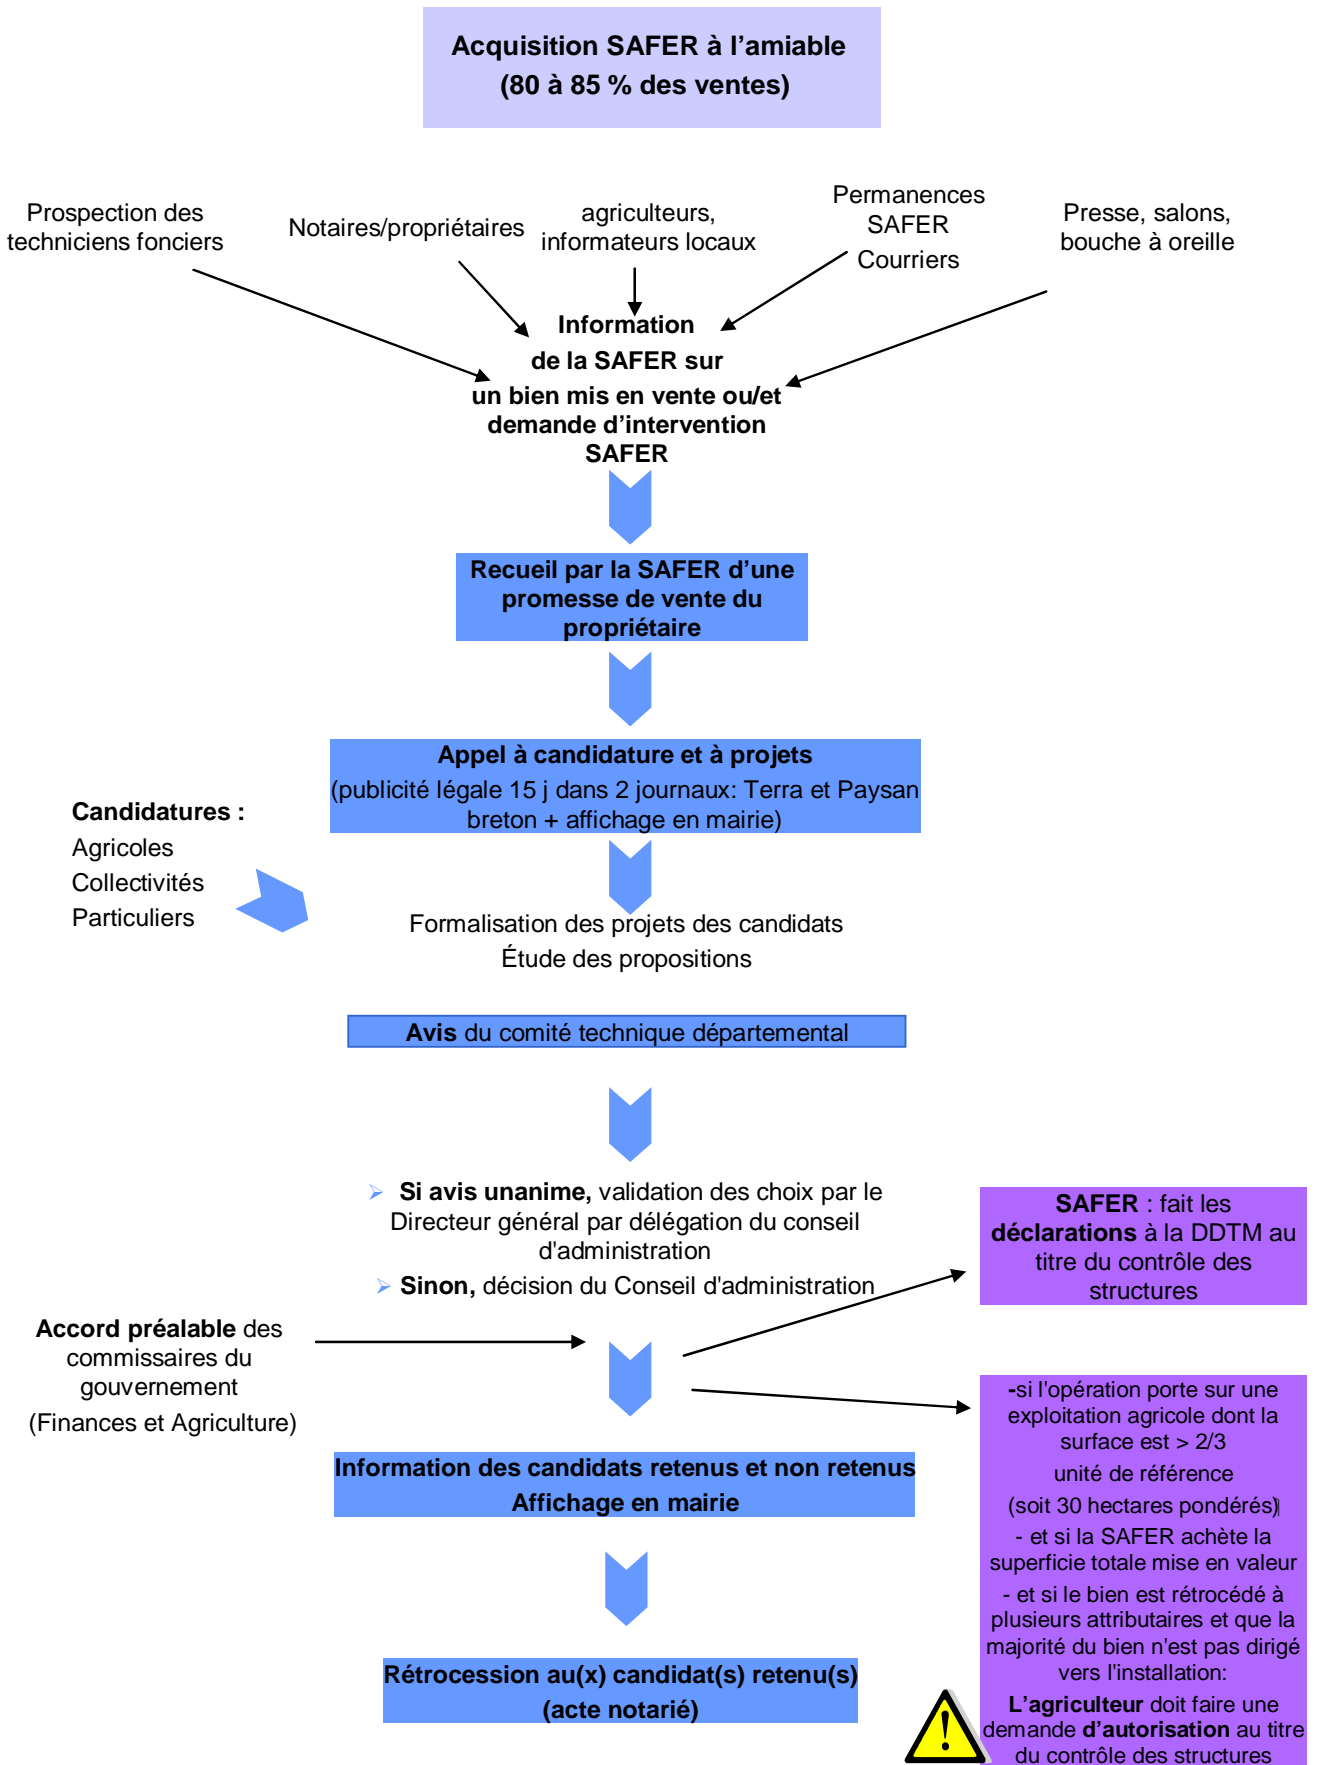 Acquisition SAFER à l’amiable
(80 à 85 % des ventes)
Prospection des
techniciens fonciers
Notaires/propriétaires
agriculteurs,
informateurs locaux
Permanences
SAFER
Courriers
Presse, salons,
bouche à oreille
Information
de la SAFER sur
un bien mis en vente ou/et
demande d’intervention
SAFER
Recueil par la SAFER d’une
promesse de vente du
propriétaire
Appel à candidature et à projets
(publicité légale 15 j dans 2 journaux: Terra et Paysan
breton + affichage en mairie)
Candidatures :
Agricoles
Collectivités
Particuliers
Formalisation des projets des candidats
Étude des propositions
Avis du comité technique départemental
Si avis unanime, validation des choix par le
Directeur général par délégation du conseil
d'administration
Sinon, décision du Conseil d'administration
SAFER : fait les
déclarations à la DDTM au
titre du contrôle des
structures
Accord préalable des
commissaires du
gouvernement
(Finances et Agriculture)
-si l'opération porte sur une
exploitation agricole dont la
surface est > 2/3
unité de référence
(soit 30 hectares pondérés)
- et si la SAFER achète la
superficie totale mise en valeur
- et si le bien est rétrocédé à
plusieurs attributaires et que la
majorité du bien n'est pas dirigé
vers l'installation:
L’agriculteur doit faire une
demande d’autorisation au titre
du contrôle des structures
Information des candidats retenus et non retenus
Affichage en mairie
Rétrocession au(x) candidat(s) retenu(s)
(acte notarié)
!